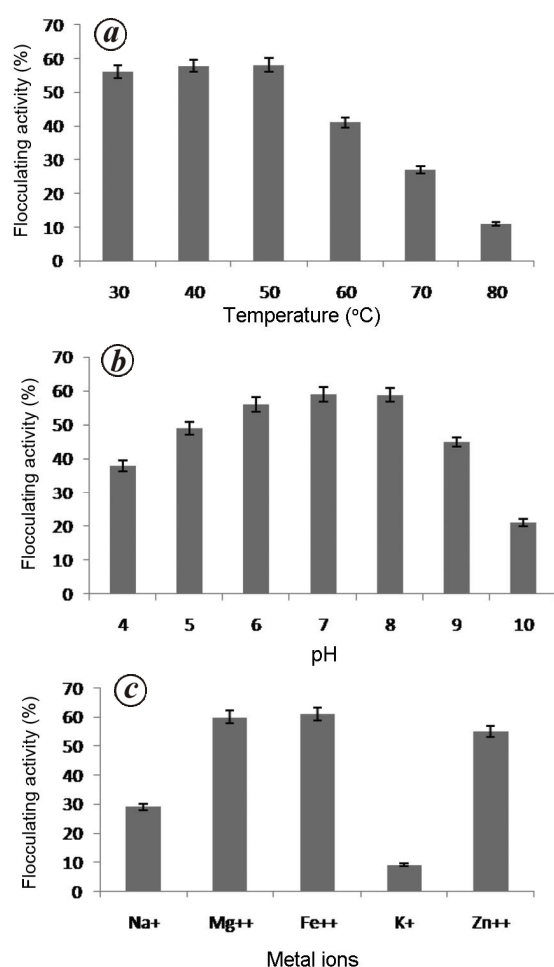 a
Flocculating activity (%)
70
60
50
40
30
20
10
0
30 40 50 60 70 80
Temperature (°C)
b
Flocculating activity (%)
70
60
50
40
30
20
10
0
4 5 6 7 8 9 10
pH
c
Flocculating activity (%)
70
60
50
40
30
20
10
0
Na+ Mg++ Fe++ K+ Zn++
Metal ions